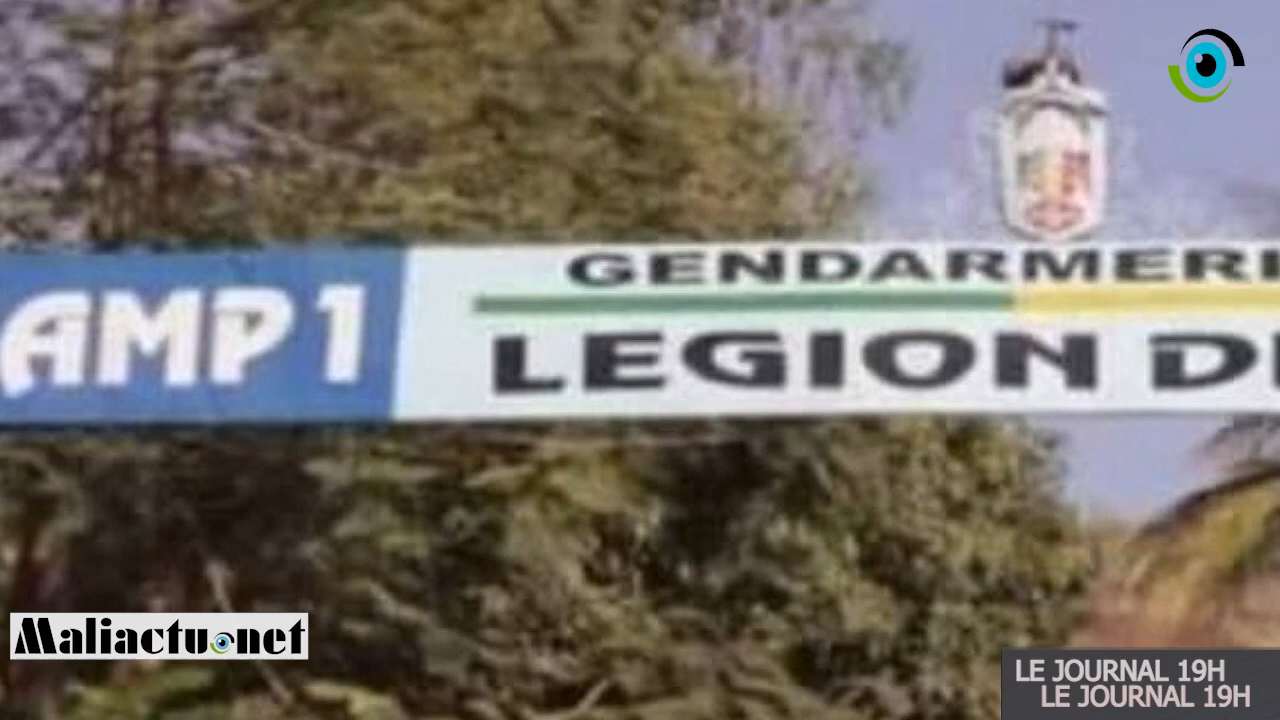 GENDARMERI
AMP 1
LEGION D
Maliactu.net
LE JOURNAL 19H
LE JOURNAL 19H